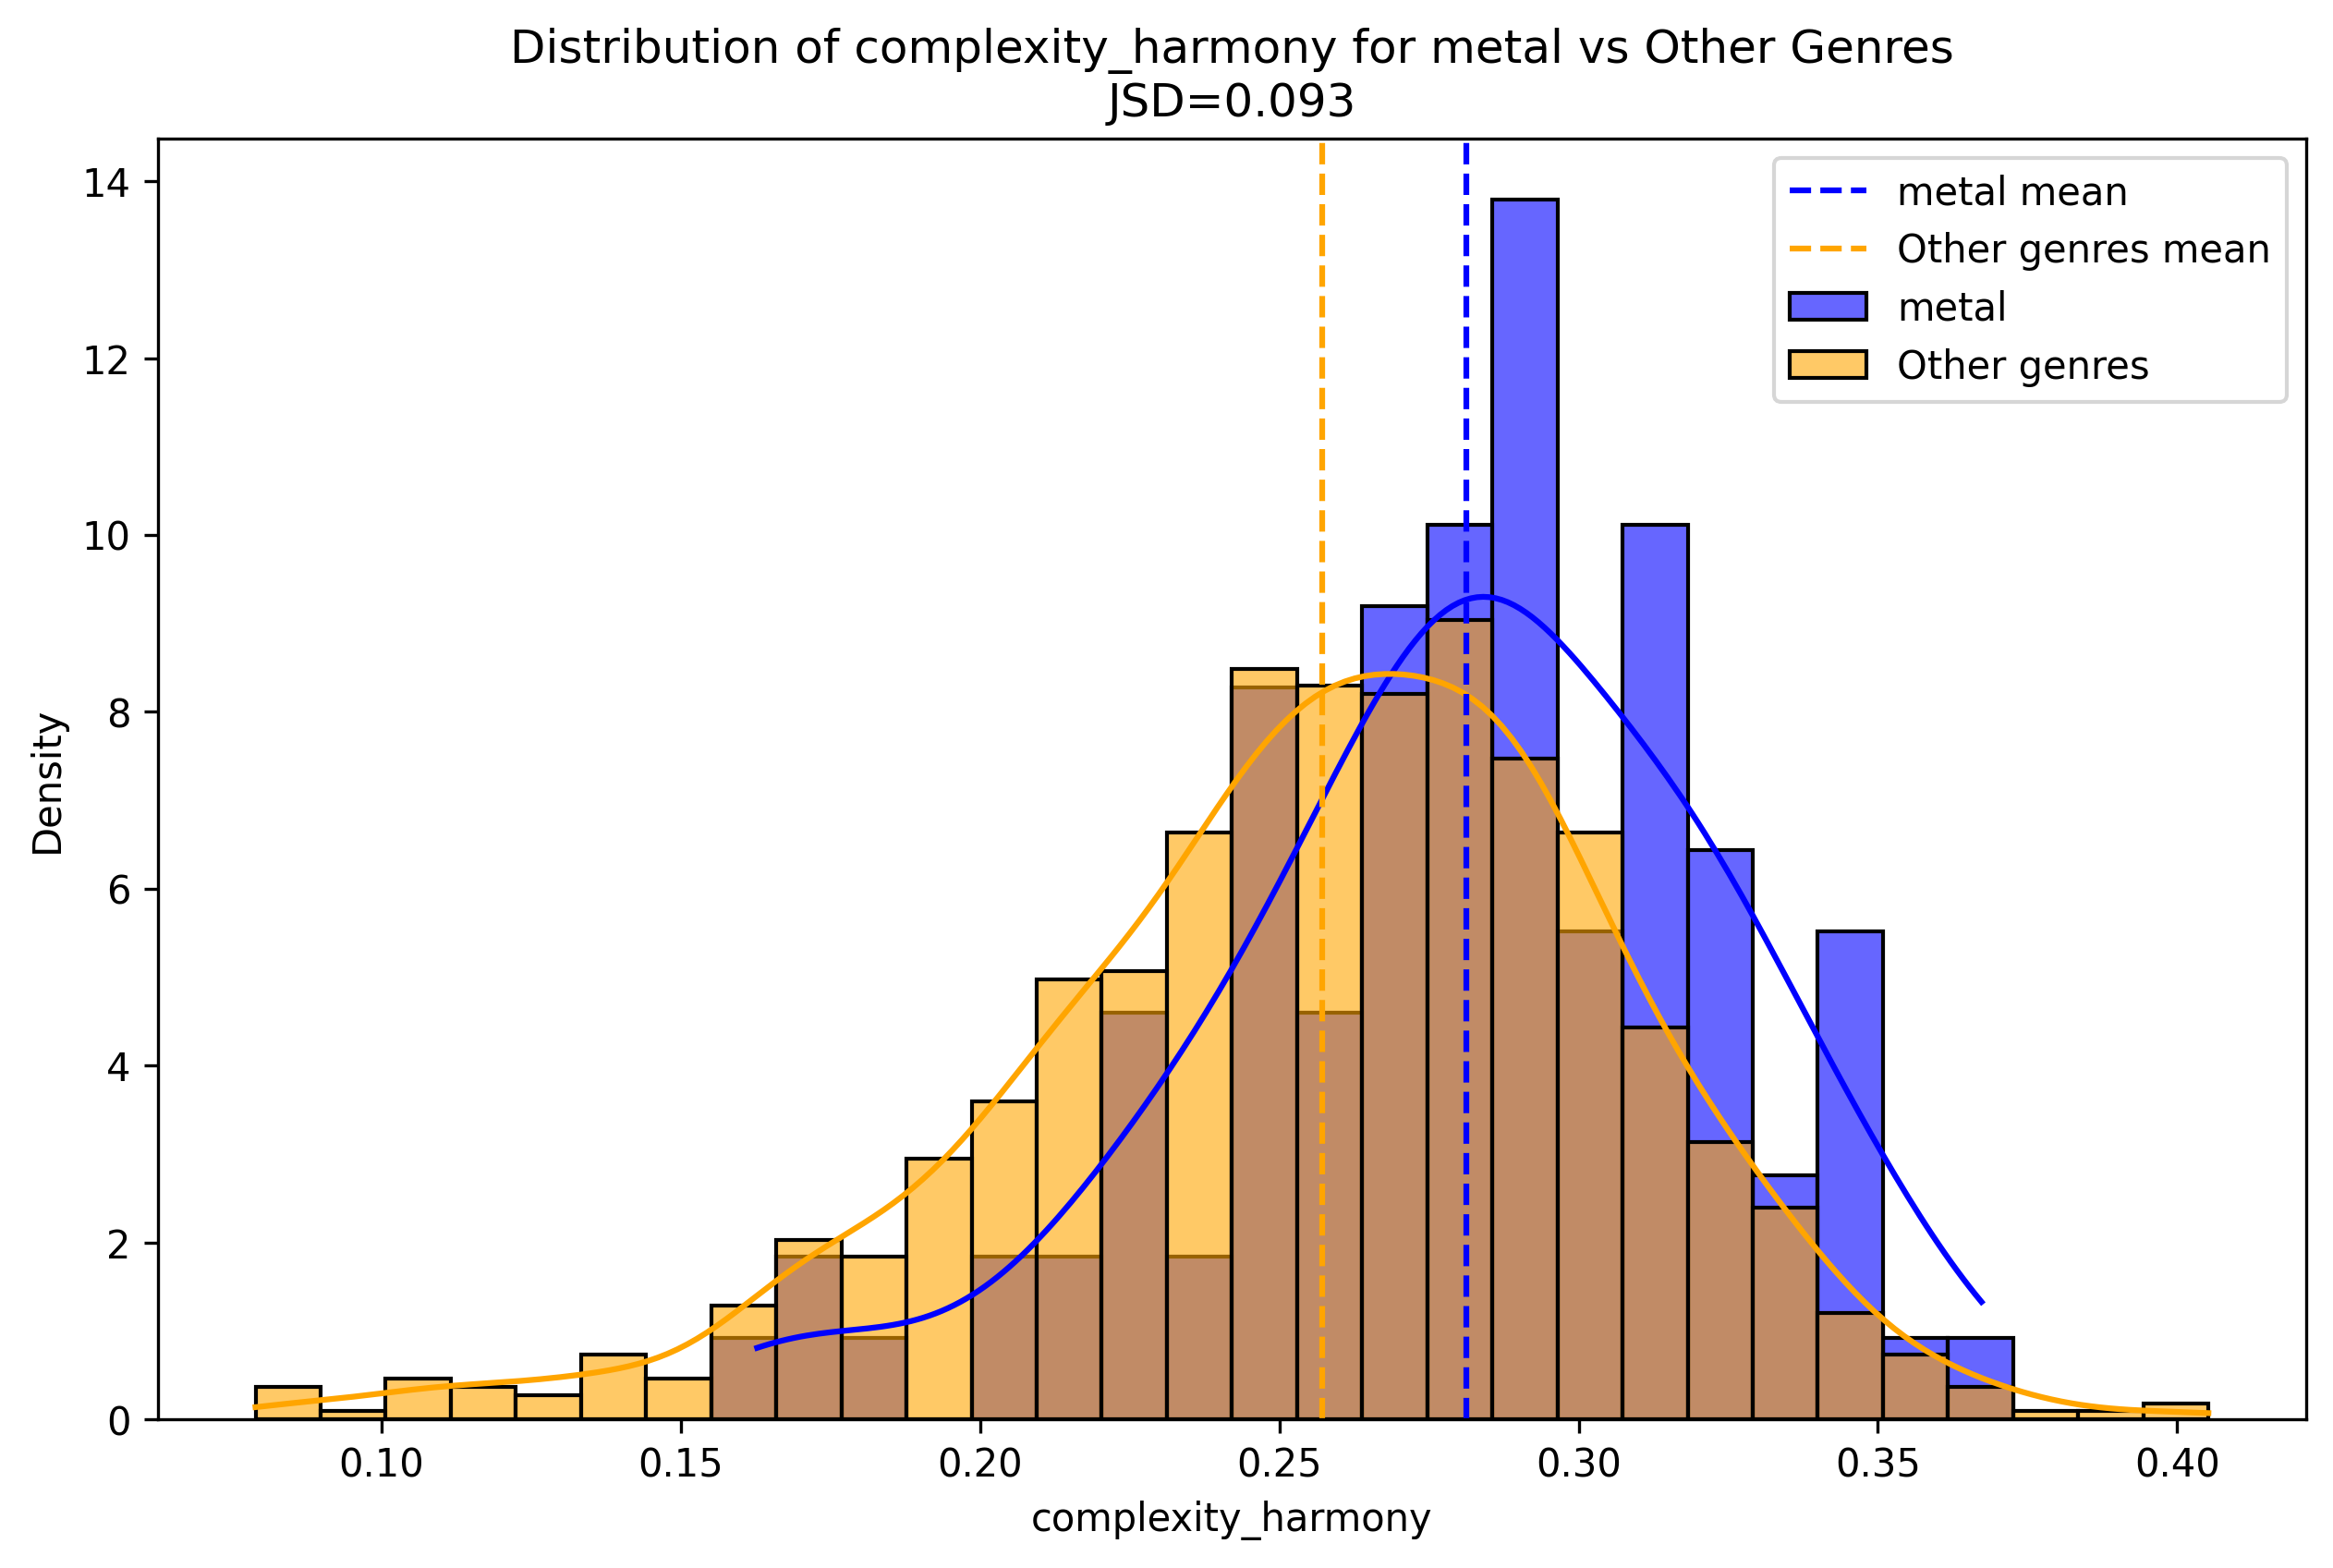 Distribution of complexity_harmony for metal vs Other Genres
JSD=0.093
metal mean
Other genres mean
metal
Other genres
14
12
10
8
6
4
2
0
Density
0.10 0.15 0.20 0.25 0.30 0.35 0.40
complexity_harmony